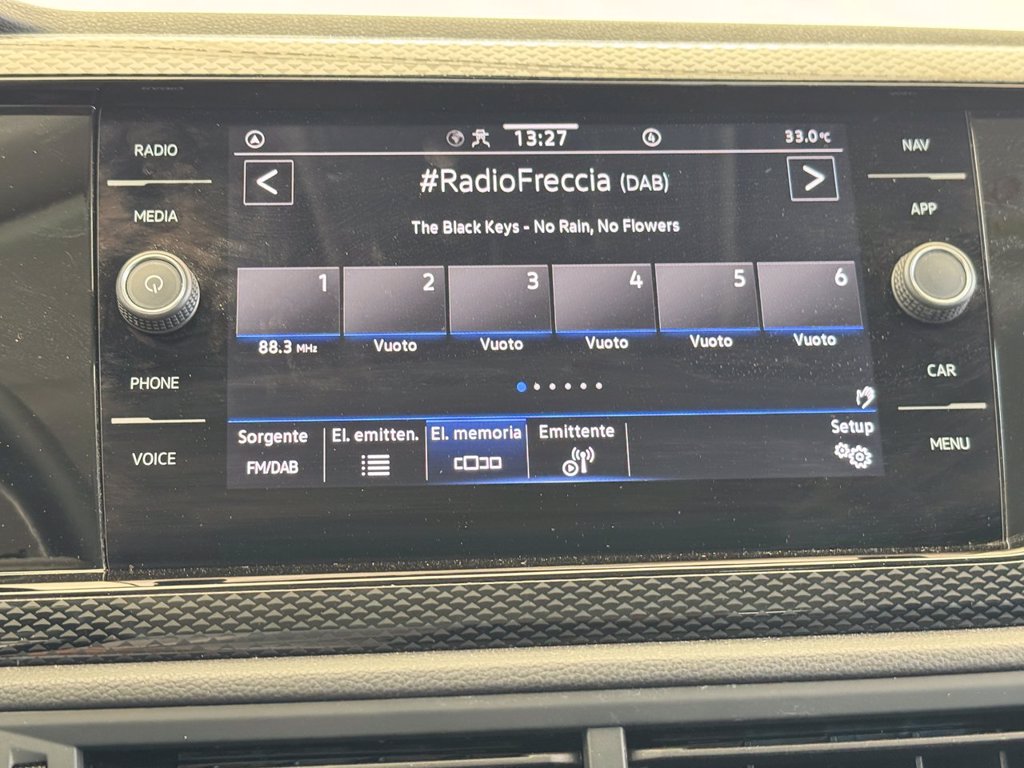 RADIO
MEDIA
PHONE
VOICE
13:27
33.0°C
<
#RadioFreccia (DAB)
>
The Black Keys - No Rain, No Flowers
1 2 3 4 5 6
88.3 MHz Vuoto Vuoto Vuoto Vuoto Vuoto
Sorgente El. emitten. El. memoria Emittente Setup
FM/DAB
NAV
APP
CAR
MENU